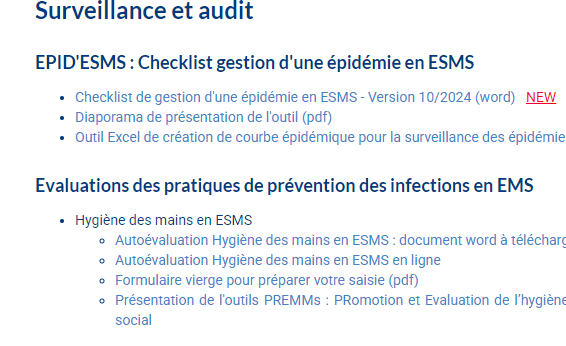 Surveillance et audit
EPID'ESMS : Checklist gestion d'une épidémie en ESMS
Checklist de gestion d'une épidémie en ESMS - Version 10/2024 (word) NEW
Diaporama de présentation de l'outil (pdf)
Outil Excel de création de courbe épidémique pour la surveillance des épidémie
Evaluations des pratiques de prévention des infections en EMS
Hygiène des mains en ESMS
Autoévaluation Hygiène des mains en ESMS : document word à télécharg
Autoévaluation Hygiène des mains en ESMS en ligne
Formulaire vierge pour préparer votre saisie (pdf)
Présentation de l'outils PREMMs : PRomotion et Evaluation de l'hygiène
social